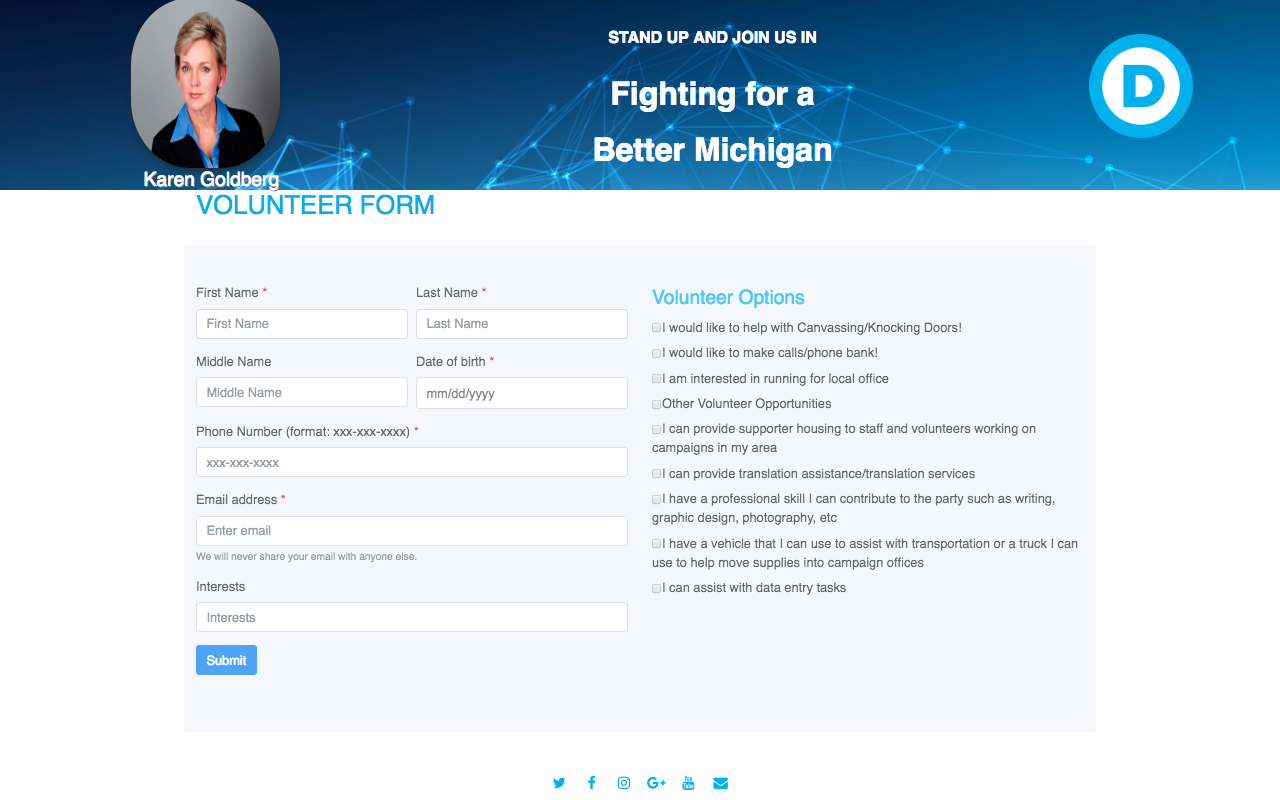 STAND UP AND JOIN US IN
Fighting for a
Better Michigan
D
Karen Goldberg
VOLUNTEER FORM
First Name *
Last Name *
First Name
Last Name
Middle Name
Date of birth *
Middle Name
mm/dd/yyyy
Phone Number (format: xxx-xxx-xxxx) *
xxx-xxx-xxxx
Email address *
Enter email
We will never share your email with anyone else.
Interests
Interests
Submit
Volunteer Options
I would like to help with Canvassing/Knocking Doors!
I would like to make calls/phone bank!
I am interested in running for local office
Other Volunteer Opportunities
I can provide supporter housing to staff and volunteers working on
campaigns in my area
I can provide translation assistance/translation services
I have a professional skill I can contribute to the party such as writing,
graphic design, photography, etc
I have a vehicle that I can use to assist with transportation or a truck I can
use to help move supplies into campaign offices
I can assist with data entry tasks
G+
You
Tube